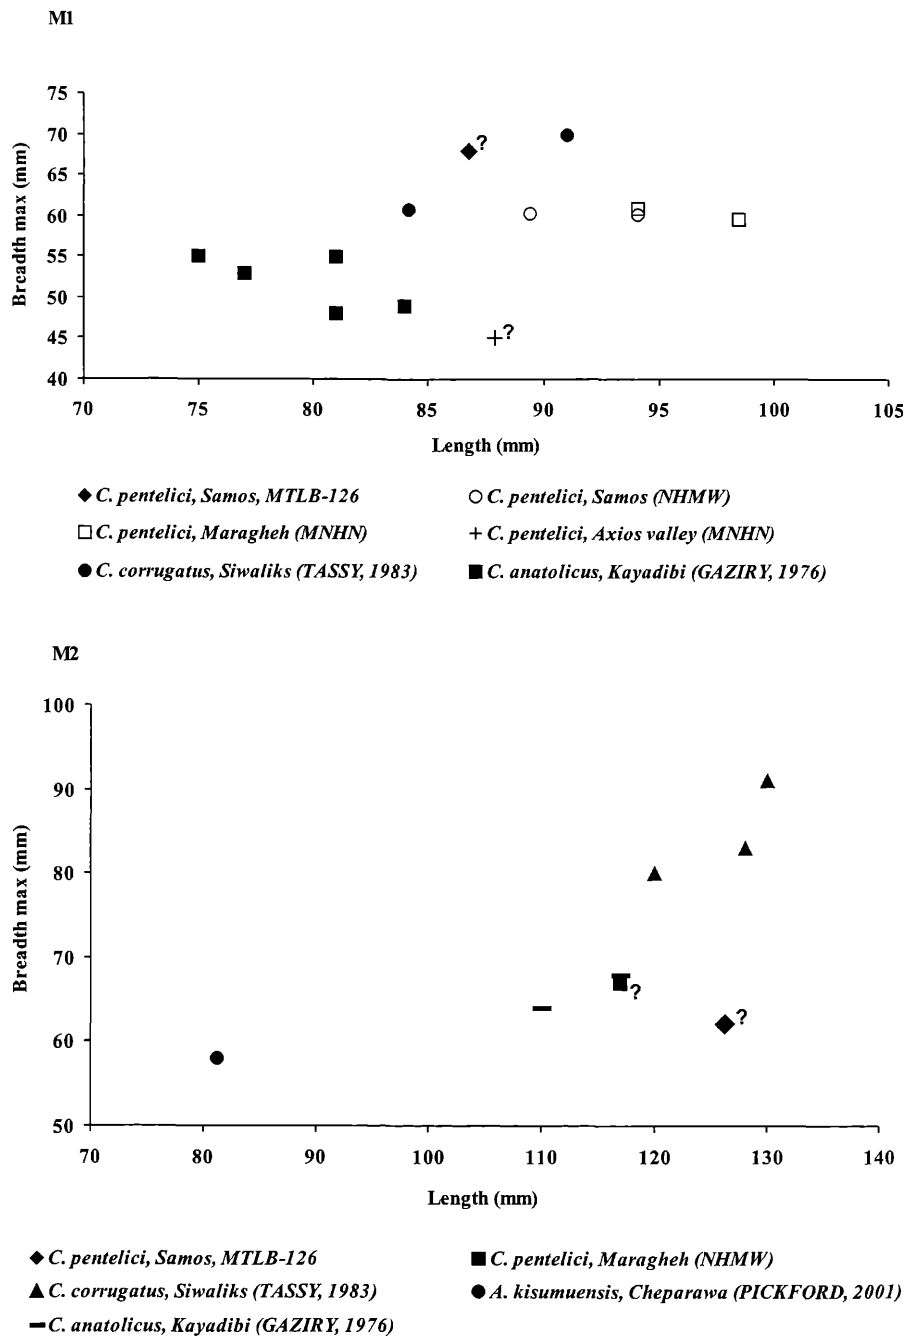 M1
75
70
65
60
55
50
45
40
Breadth max (mm)
?
?
70 75 80 85 90 95 100 105
Length (mm)
C. pentelici, Samos, MTLB-126
C. pentelici, Samos (NHMW)
C. pentelici, Maragheh (MNHN)
C. pentelici, Axios valley (MNHN)
C. corrugatus, Siwaliks (TASSY, 1983)
C. anatolicus, Kayadibi (GAZIRY, 1976)
M2
100
90
80
70
60
50
Breadth max (mm)
?
?
70 80 90 100 110 120 130 140
Length (mm)
C. pentelici, Samos, MTLB-126
C. pentelici, Maragheh (NHMW)
C. corrugatus, Siwaliks (TASSY, 1983)
A. kisumuensis, Cheparawa (PICKFORD, 2001)
C. anatolicus, Kayadibi (GAZIRY, 1976)